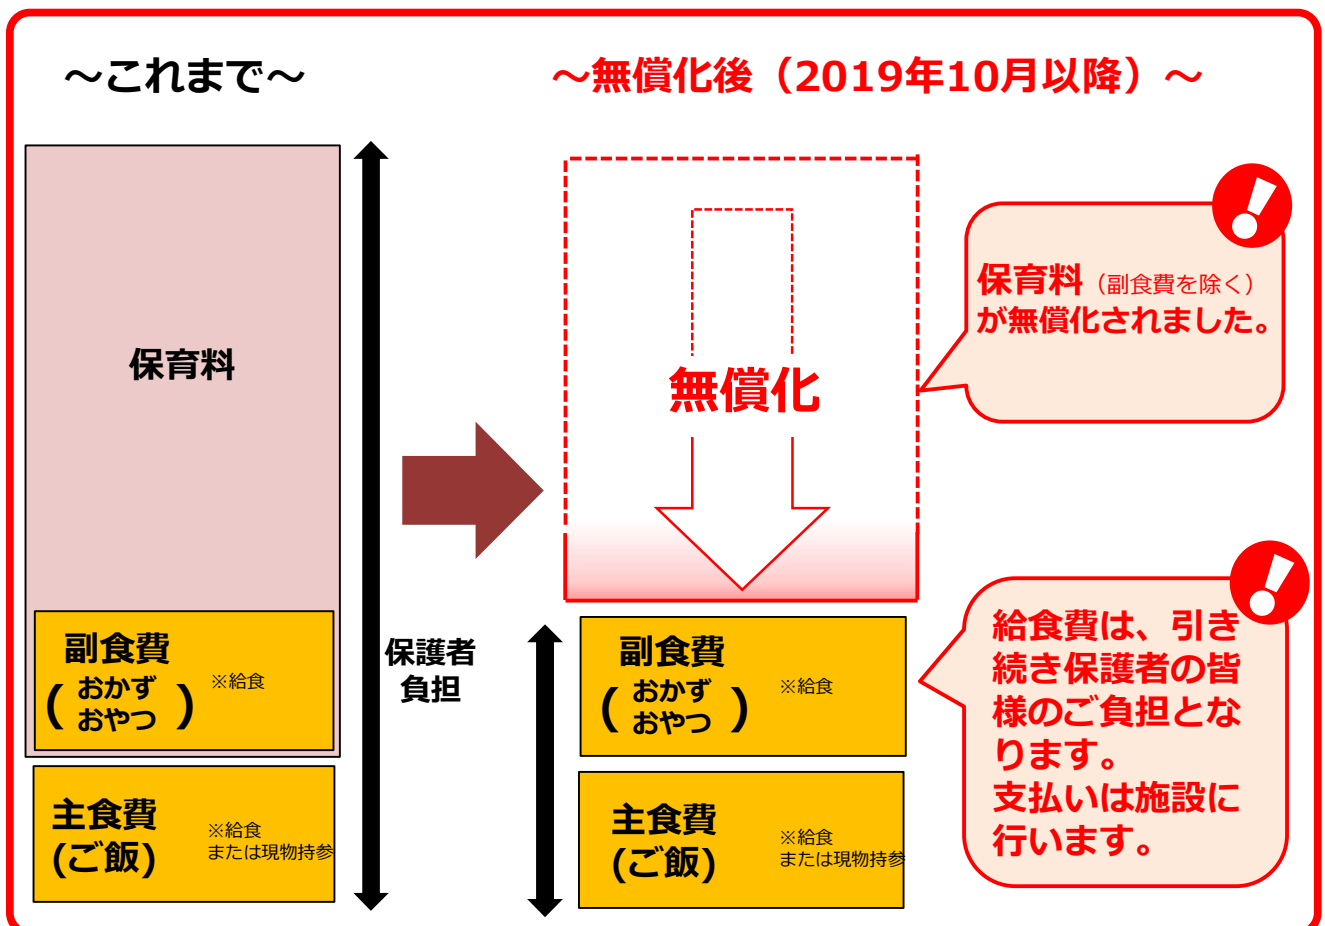 ～これまで～
～無償化後（2019年10月以降）～
保育料
副食費
(おかず
おやつ)
※給食
主食費
(ご飯)
※給食
または現物持参
保護者
負担
無償化
副食費
(おかず
おやつ)
※給食
主食費
(ご飯)
※給食
または現物持参
保育料（副食費を除く）
が無償化されました。
給食費は、引き
続き保護者の皆
様のご負担とな
ります。
支払いは施設に
行います。